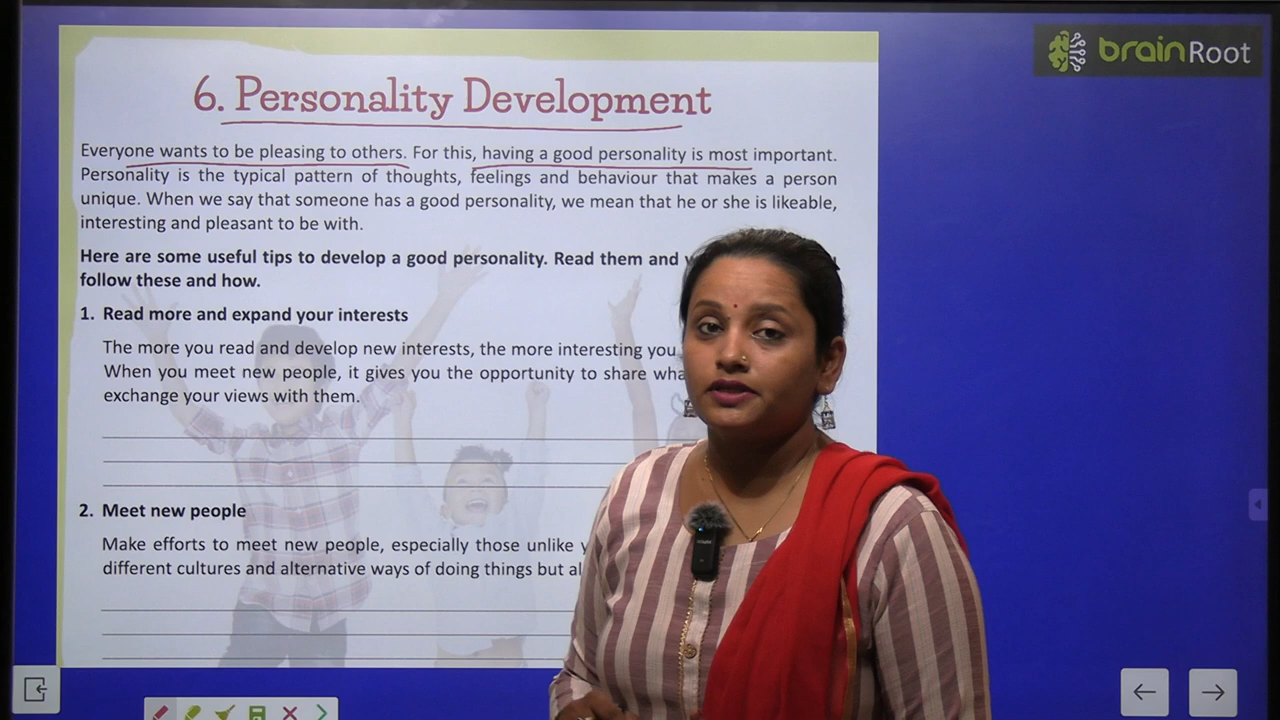 brainRoot
6. Personality Development
Everyone wants to be pleasing to others. For this, having a good personality is most important.
Personality is the typical pattern of thoughts, feelings and behaviour that makes a person
unique. When we say that someone has a good personality, we mean that he or she is likeable,
interesting and pleasant to be with.
Here are some useful tips to develop a good personality. Read them and
follow these and how.
1. Read more and expand your interests
The more you read and develop new interests, the more interesting you
When you meet new people, it gives you the opportunity to share
exchange your views with them.
2. Meet new people
Make efforts to meet new people, especially those unlike
different cultures and alternative ways of doing things but